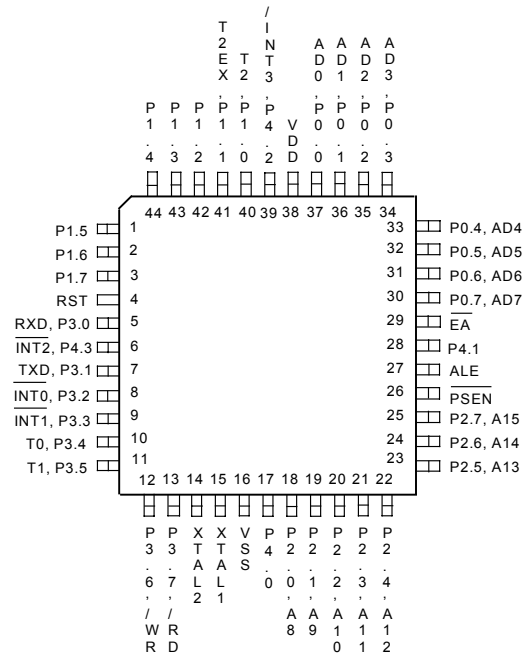 T2EX,P1.1
T2,P1.0
/INT3,P4.2
AD0,P0.0
AD1,P0.1
AD2,P0.2
AD3,P0.3
P1.4
P1.3
P1.2
VDD
44 43 42 41 40 39 38 37 36 35 34
P1.5 1
P1.6 2
P1.7 3
RST 4
RXD, P3.0 5
INT2, P4.3 6
TXD, P3.1 7
INT0, P3.2 8
INT1, P3.3 9
T0, P3.4 10
T1, P3.5 11
33 P0.4, AD4
32 P0.5, AD5
31 P0.6, AD6
30 P0.7, AD7
29 EA
28 P4.1
27 ALE
26 PSEN
25 P2.7, A15
24 P2.6, A14
23 P2.5, A13
12 13 14 15 16 17 18 19 20 21 22
P3.6,/WR
P3.7,/RD
XTAL2
XTAL1
VSS
P4.0
P2.0,A8
P2.1,A9
P2.2,A10
P2.3,A11
P2.4,A12